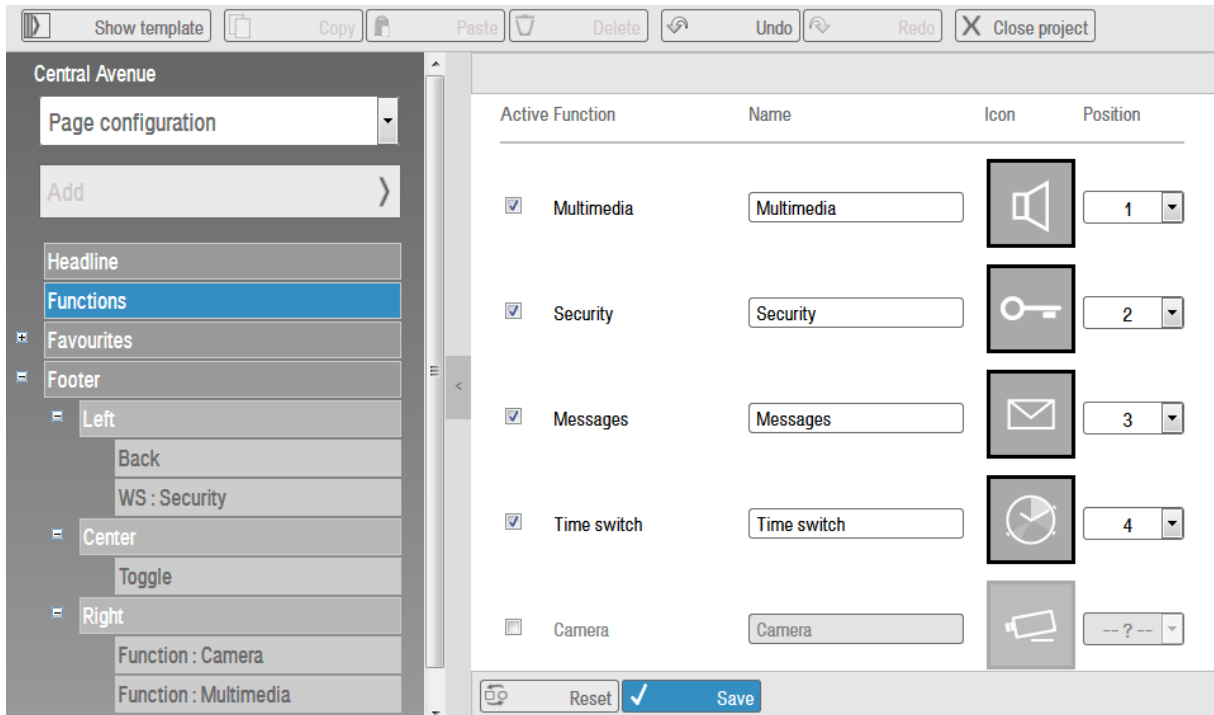 Show template Copy Paste Delete Undo Redo Close project
Central Avenue
Page configuration
Add
Headline
Functions
Favourites
Footer
Left
Back
WS : Security
Center
Toggle
Right
Function : Camera
Function : Multimedia
Active Function Name Icon Position
Multimedia Multimedia 1
Security Security 2
Messages Messages 3
Time switch Time switch 4
Camera Camera -- ? --
Reset Save